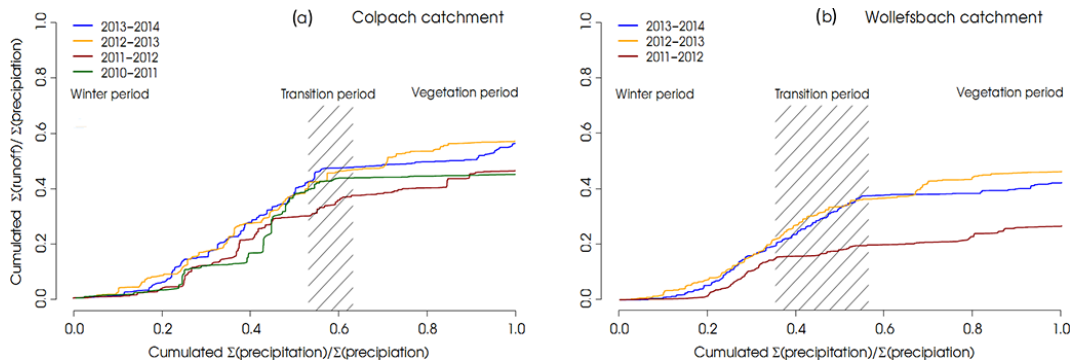 (a) Colpach catchment
2013–2014
2012–2013
2011–2012
2010–2011
Winter period Transition period Vegetation period
Cumulated Σ(runoff)/ Σ(precipiation)
0.0 0.2 0.4 0.6 0.8 1.0
0.0 0.2 0.4 0.6 0.8 1.0
Cumulated Σ(precipitation)/Σ(precipiation)
(b) Wollefsbach catchment
2013–2014
2012–2013
2011–2012
Winter period Transition period Vegetation period
0.0 0.2 0.4 0.6 0.8 1.0
0.0 0.2 0.4 0.6 0.8 1.0
Cumulated Σ(precipitation)/Σ(precipiation)